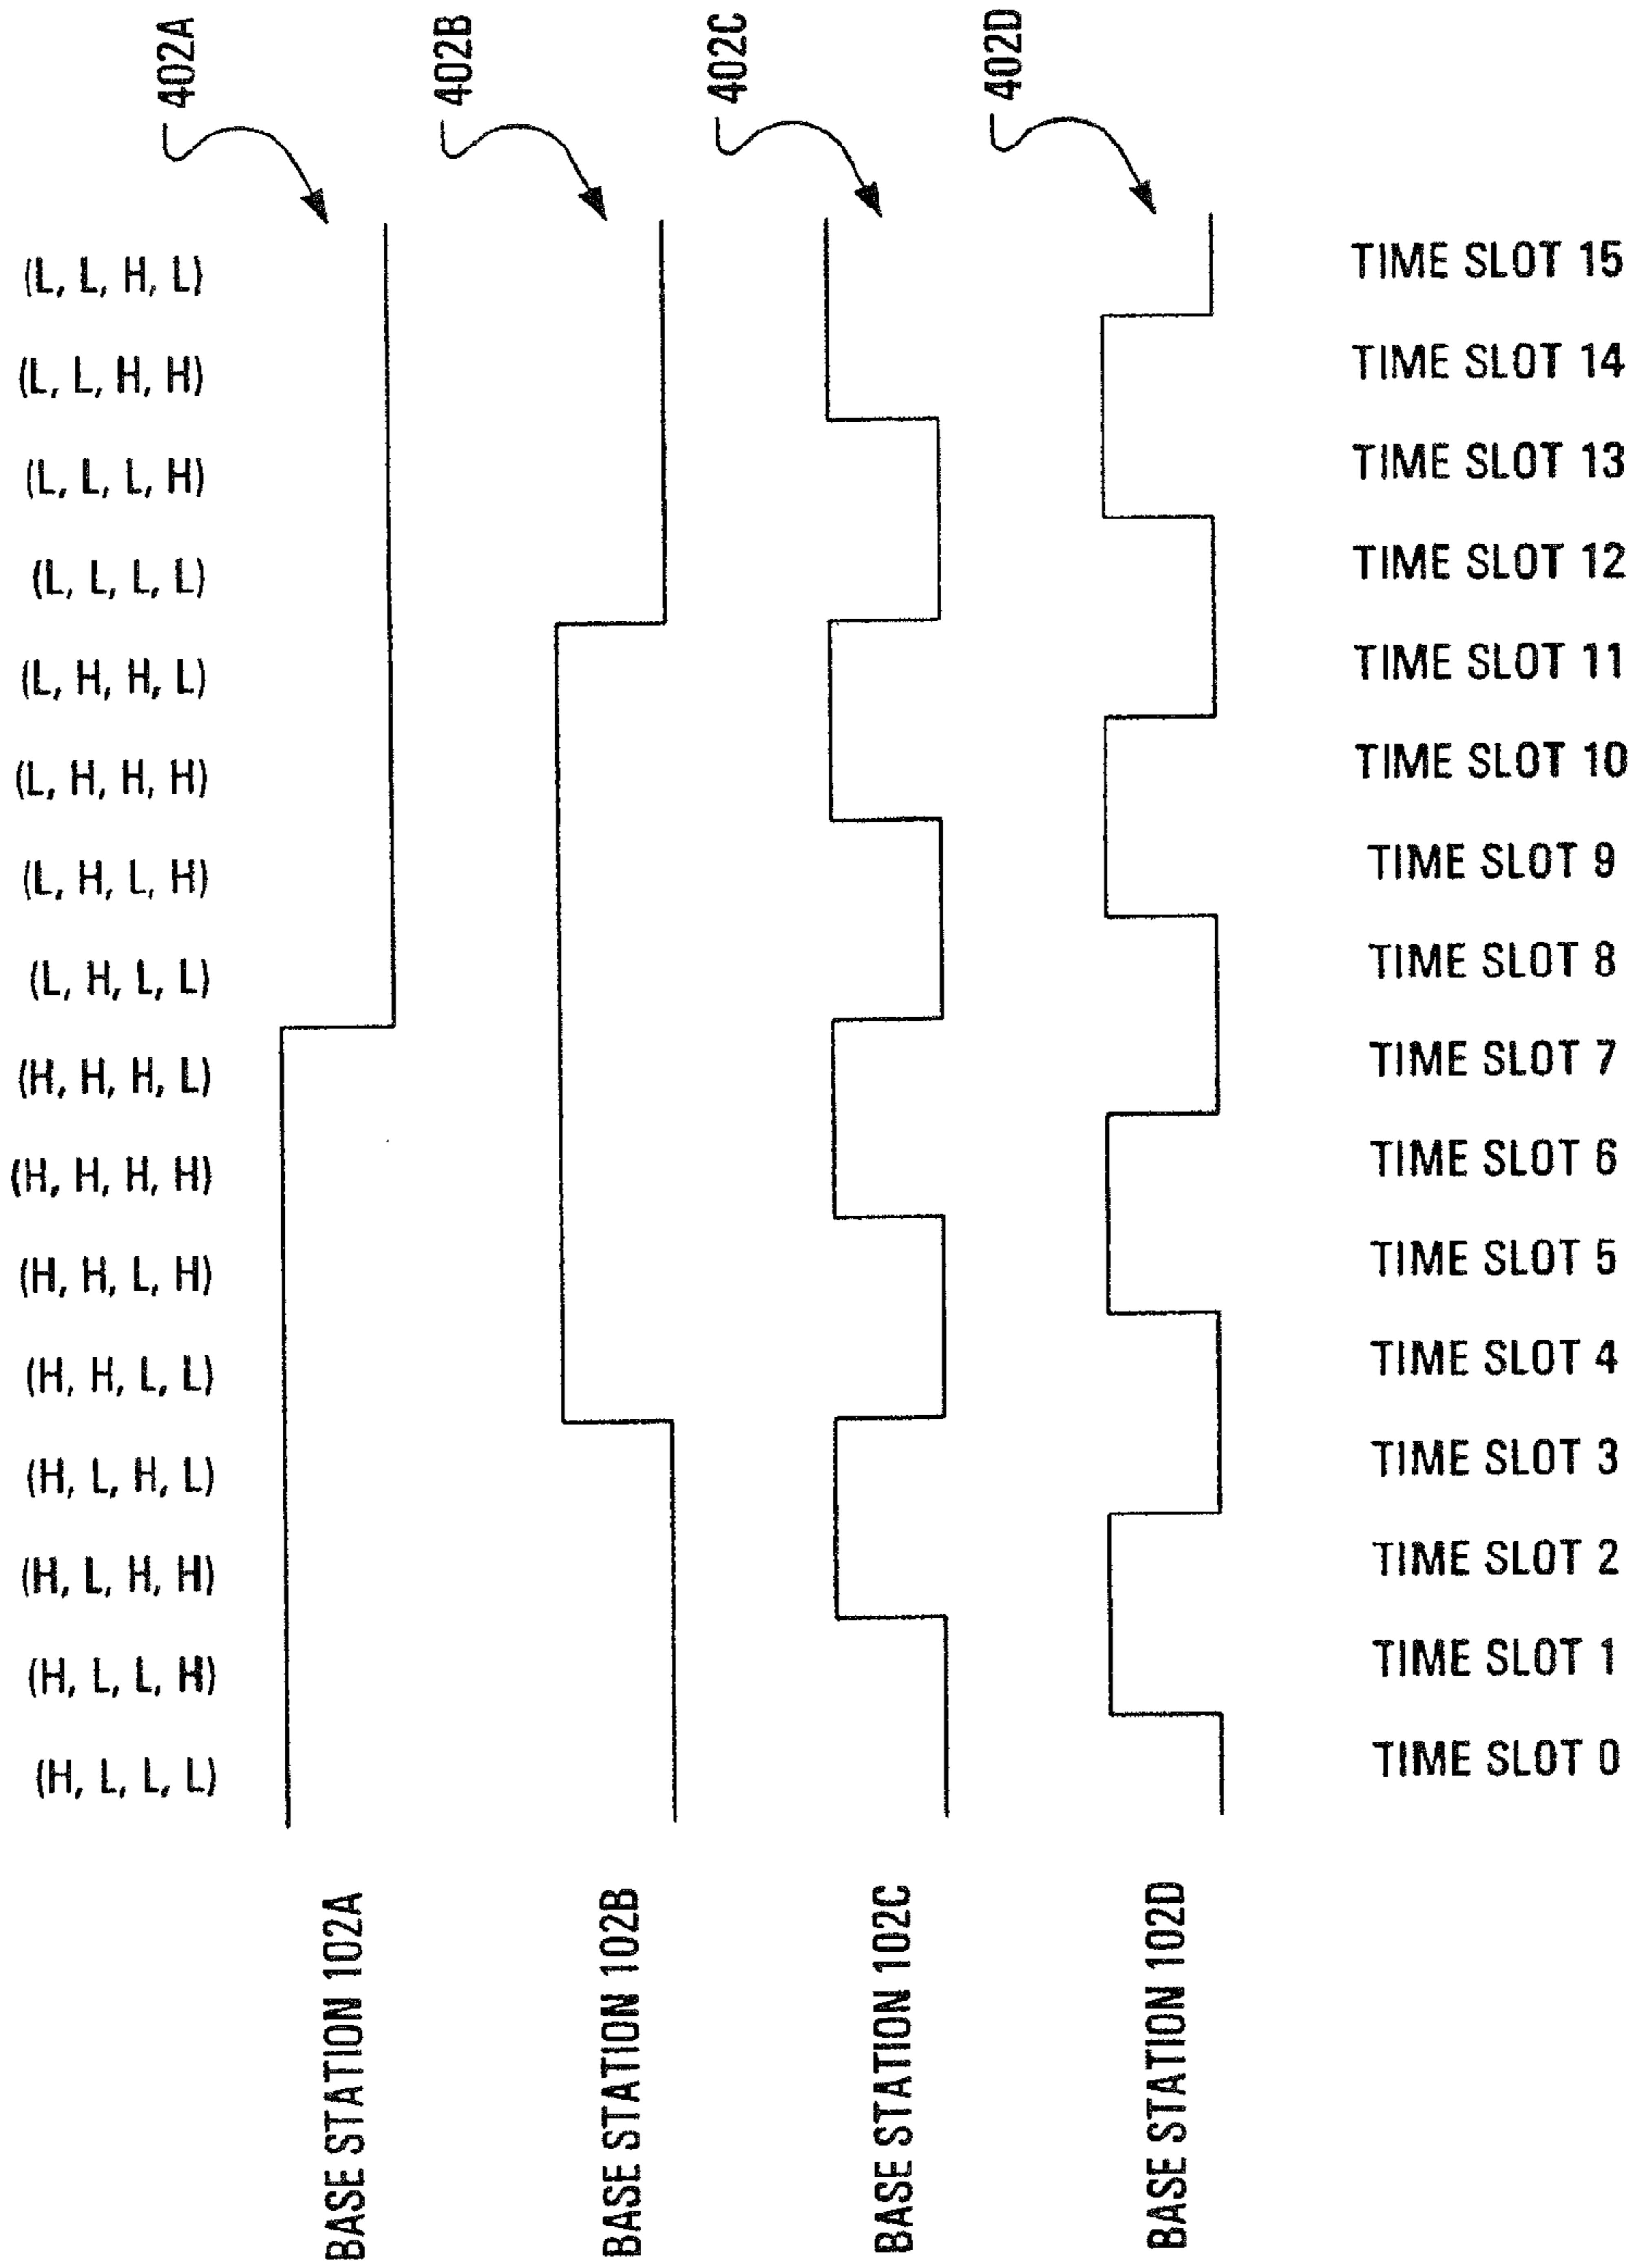 402A
402B
402C
402D
(L, L, H, L) TIME SLOT 15
(L, L, H, H) TIME SLOT 14
(L, L, L, H) TIME SLOT 13
(L, L, L, L) TIME SLOT 12
(L, H, H, L) TIME SLOT 11
(L, H, H, H) TIME SLOT 10
(L, H, L, H) TIME SLOT 9
(L, H, L, L) TIME SLOT 8
(H, H, H, L) TIME SLOT 7
(H, H, H, H) TIME SLOT 6
(H, H, L, H) TIME SLOT 5
(H, H, L, L) TIME SLOT 4
(H, L, H, L) TIME SLOT 3
(H, L, H, H) TIME SLOT 2
(H, L, L, H) TIME SLOT 1
(H, L, L, L) TIME SLOT 0
BASE STATION 102A
BASE STATION 102B
BASE STATION 102C
BASE STATION 102D